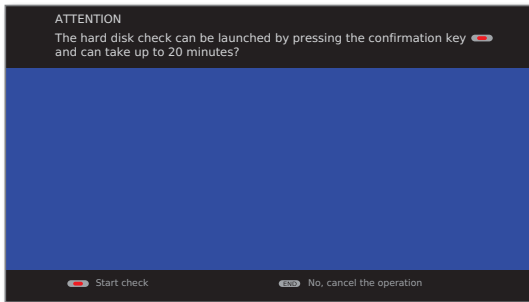 ATTENTION
The hard disk check can be launched by pressing the confirmation key
and can take up to 20 minutes?
Start check
END No, cancel the operation